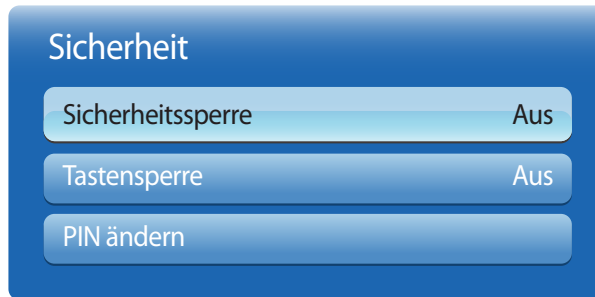 Sicherheit
Sicherheitssperre Aus
Tastensperre Aus
PIN ändern